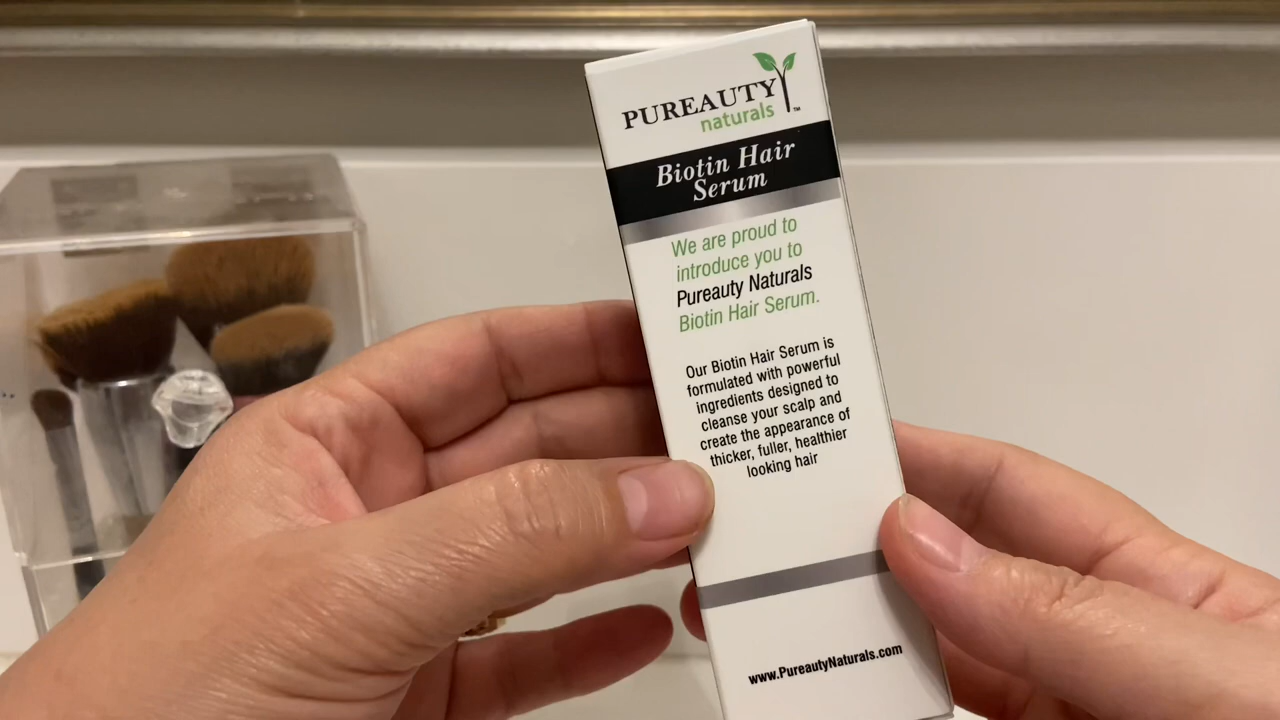 PUREAUTY
naturals
™
Biotin Hair
Serum
We are proud to
introduce you to
Pureauty Naturals
Biotin Hair Serum.
Our Biotin Hair Serum is
formulated with powerful
ingredients designed to
cleanse your scalp and
create the appearance of
thicker, fuller, healthier
looking hair
www.PureautyNaturals.com